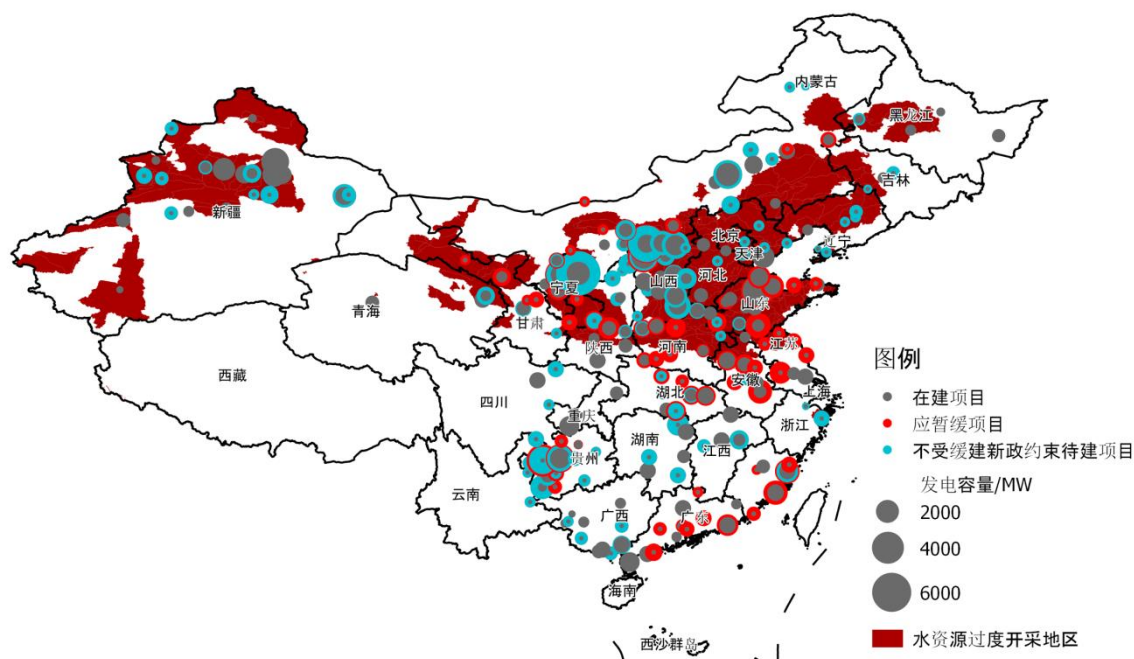 内蒙古
黑龙江
吉林
新疆
北京
辽宁
天津
河北
山西
宁夏
山东
青海
甘肃
陕西
河南
江苏
西藏
安徽
上海
湖北
四川
重庆
浙江
湖南
江西
贵州
云南
广西
广东
海南
西沙群岛
图例
在建项目
应暂缓项目
不受缓建新政约束待建项目
发电容量/MW
2000
4000
6000
水资源过度开采地区